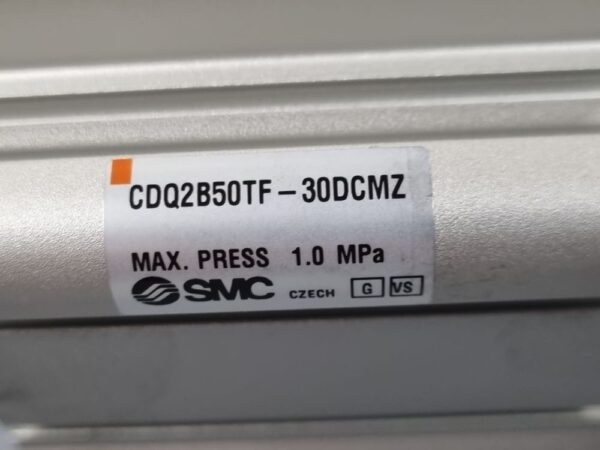 CDQ2B50TF-30DCMZ
MAX. PRESS 1.0 MPa
SMC CZECH G VS